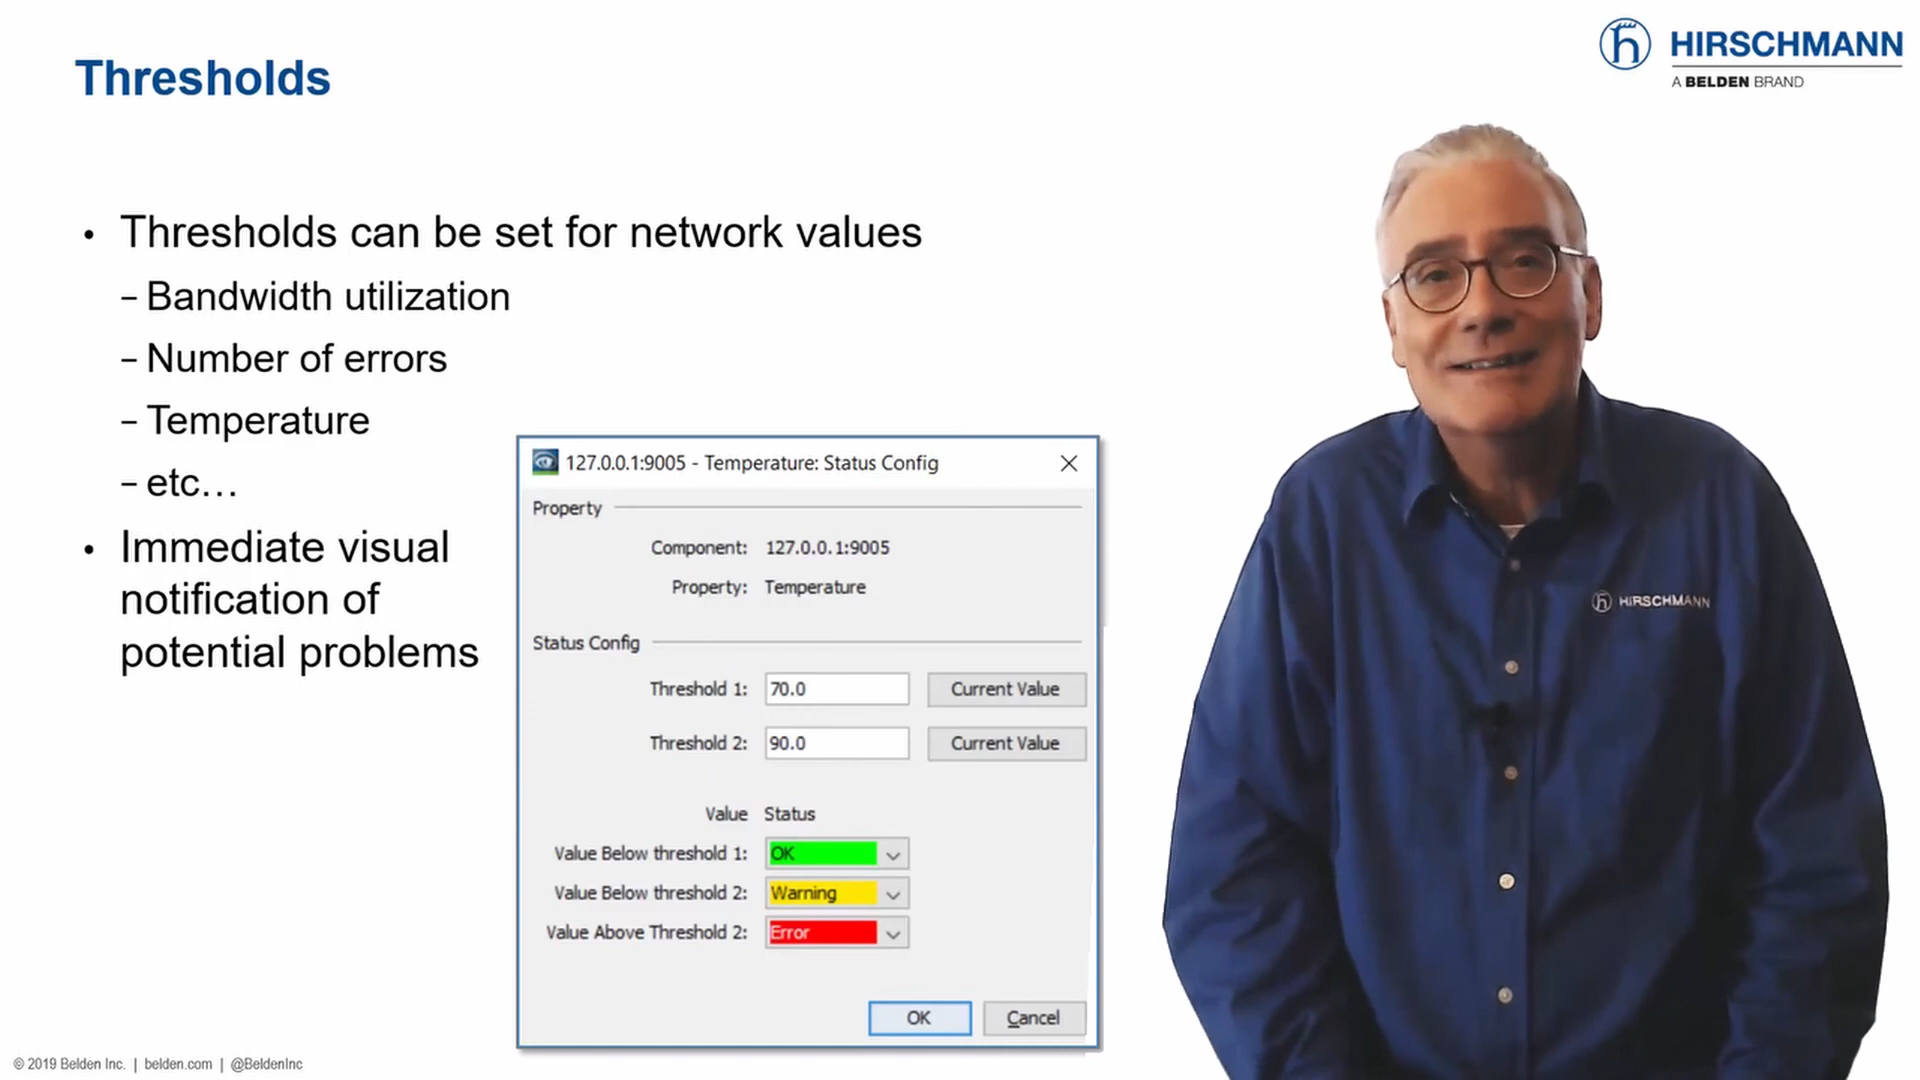 Thresholds
HIRSCHMANN
A BELDEN BRAND
• Thresholds can be set for network values
– Bandwidth utilization
– Number of errors
– Temperature
– etc…
• Immediate visual
notification of
potential problems
127.0.0.1:9005 - Temperature: Status Config
Property
Component: 127.0.0.1:9005
Property: Temperature
Status Config
Threshold 1: 70.0 Current Value
Threshold 2: 90.0 Current Value
Value Status
Value Below threshold 1: OK
Value Below threshold 2: Warning
Value Above Threshold 2: Error
OK Cancel
HIRSCHMANN
© 2019 Belden Inc. | belden.com | @BeldenInc